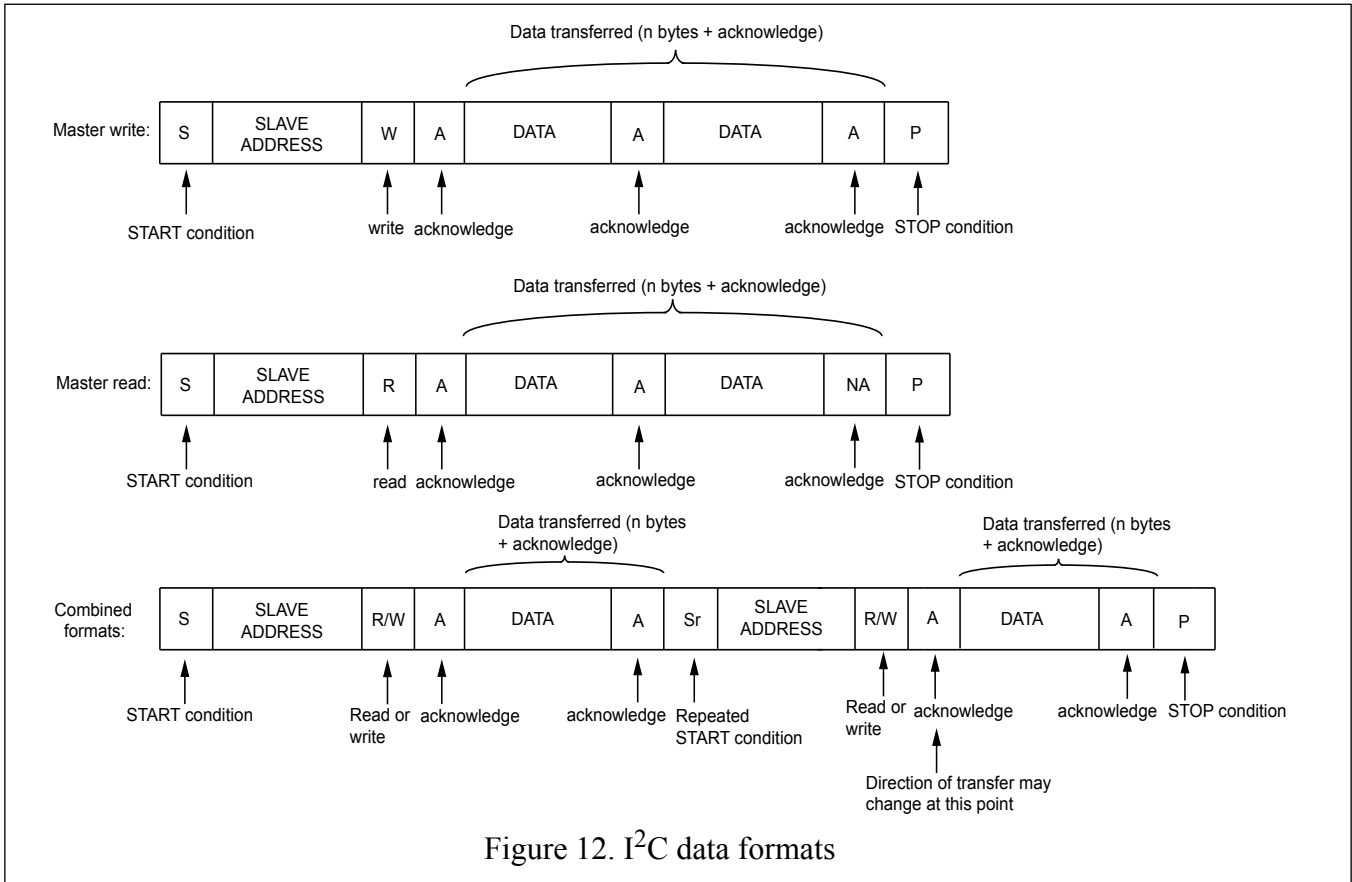 Data transferred (n bytes + acknowledge)
Master write: S SLAVE ADDRESS W A DATA A DATA A P
START condition write acknowledge acknowledge acknowledge STOP condition
Data transferred (n bytes + acknowledge)
Master read: S SLAVE ADDRESS R A DATA A DATA NA P
START condition read acknowledge acknowledge acknowledge STOP condition
Data transferred (n bytes
+ acknowledge)
Data transferred (n bytes
+ acknowledge)
Combined
formats:
S SLAVE ADDRESS R/W A DATA A Sr SLAVE ADDRESS R/W A DATA A P
START condition
Read or
write
acknowledge
acknowledge
Repeated
START condition
Read or
write
acknowledge
acknowledge
STOP condition
Direction of transfer may
change at this point
Figure 12. I²C data formats